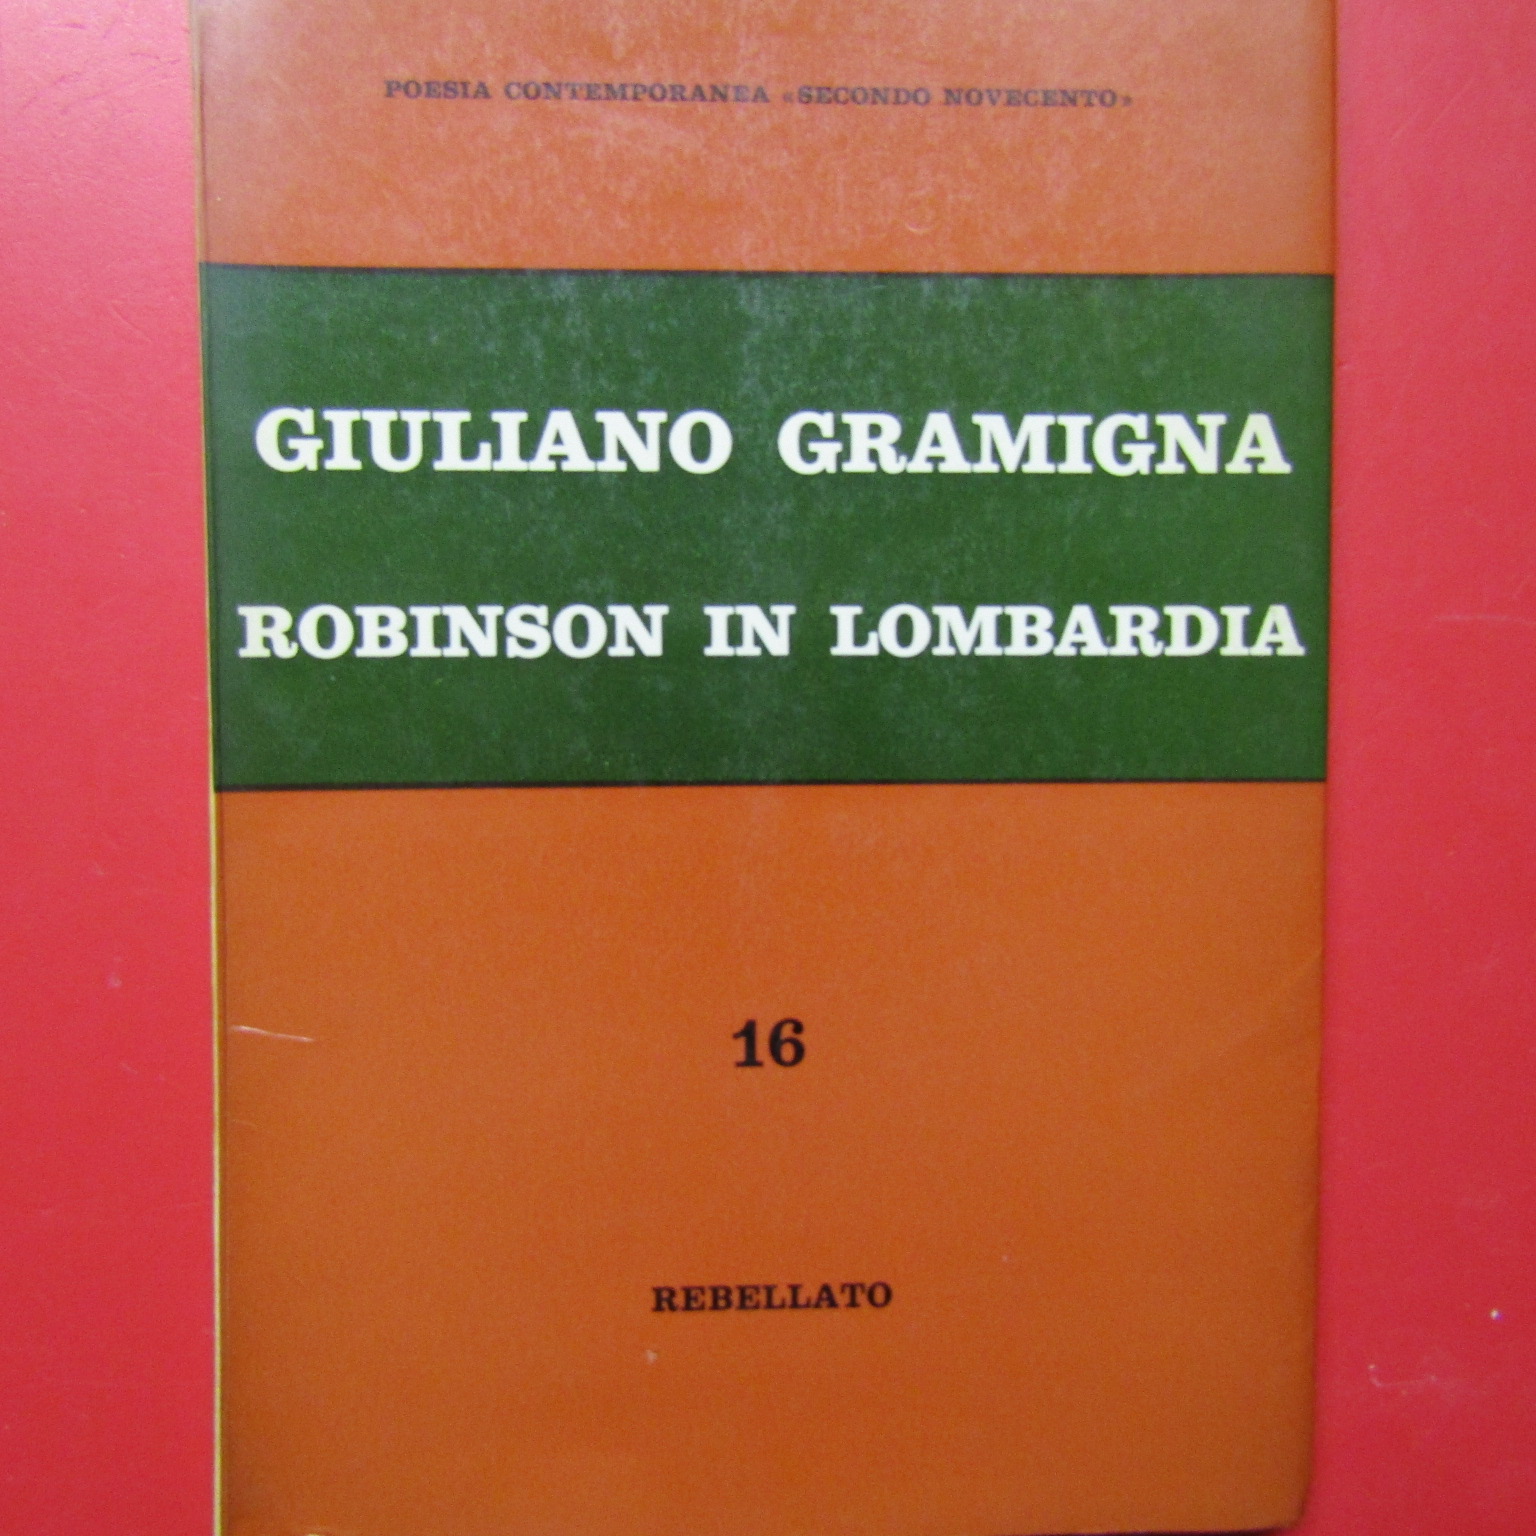 POESIA CONTEMPORANEA «SECONDO NOVECENTO»
GIULIANO GRAMIGNA
ROBINSON IN LOMBARDIA
16
REBELLATO